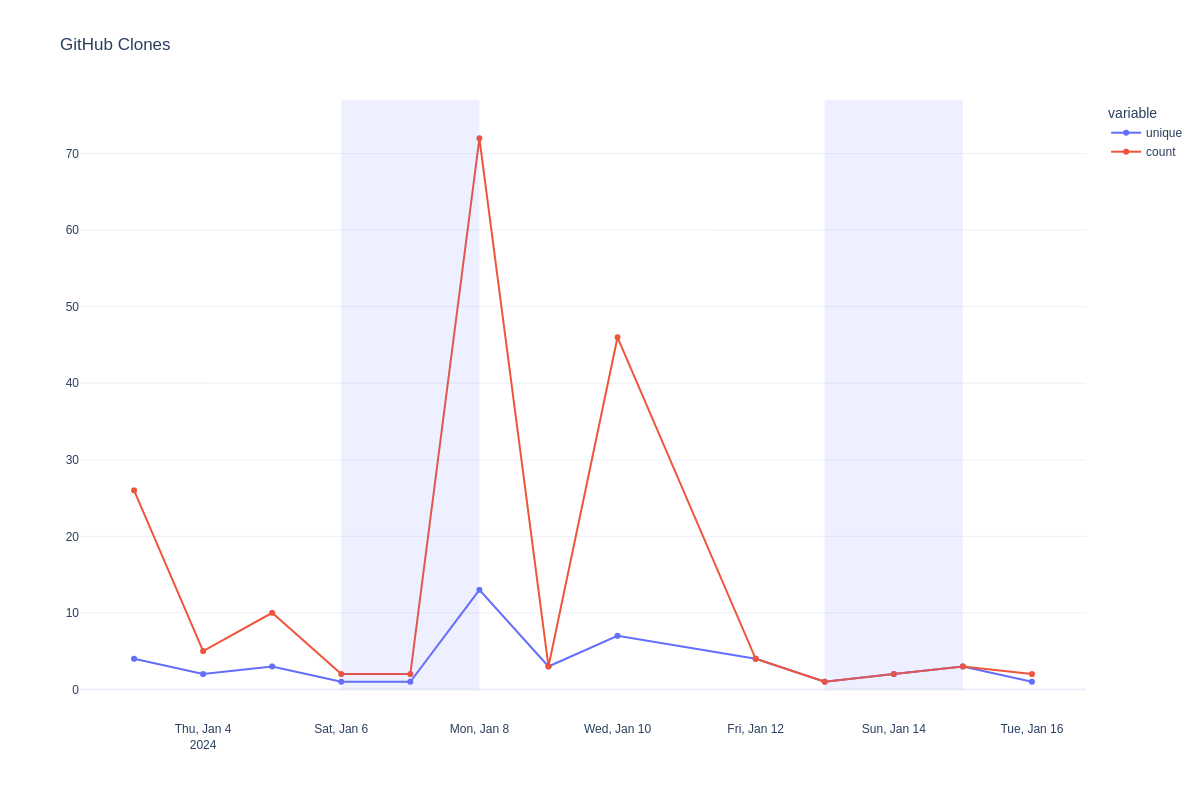 GitHub Clones
variable
unique
count
70
60
50
40
30
20
10
0
Thu, Jan 4
2024
Sat, Jan 6
Mon, Jan 8
Wed, Jan 10
Fri, Jan 12
Sun, Jan 14
Tue, Jan 16